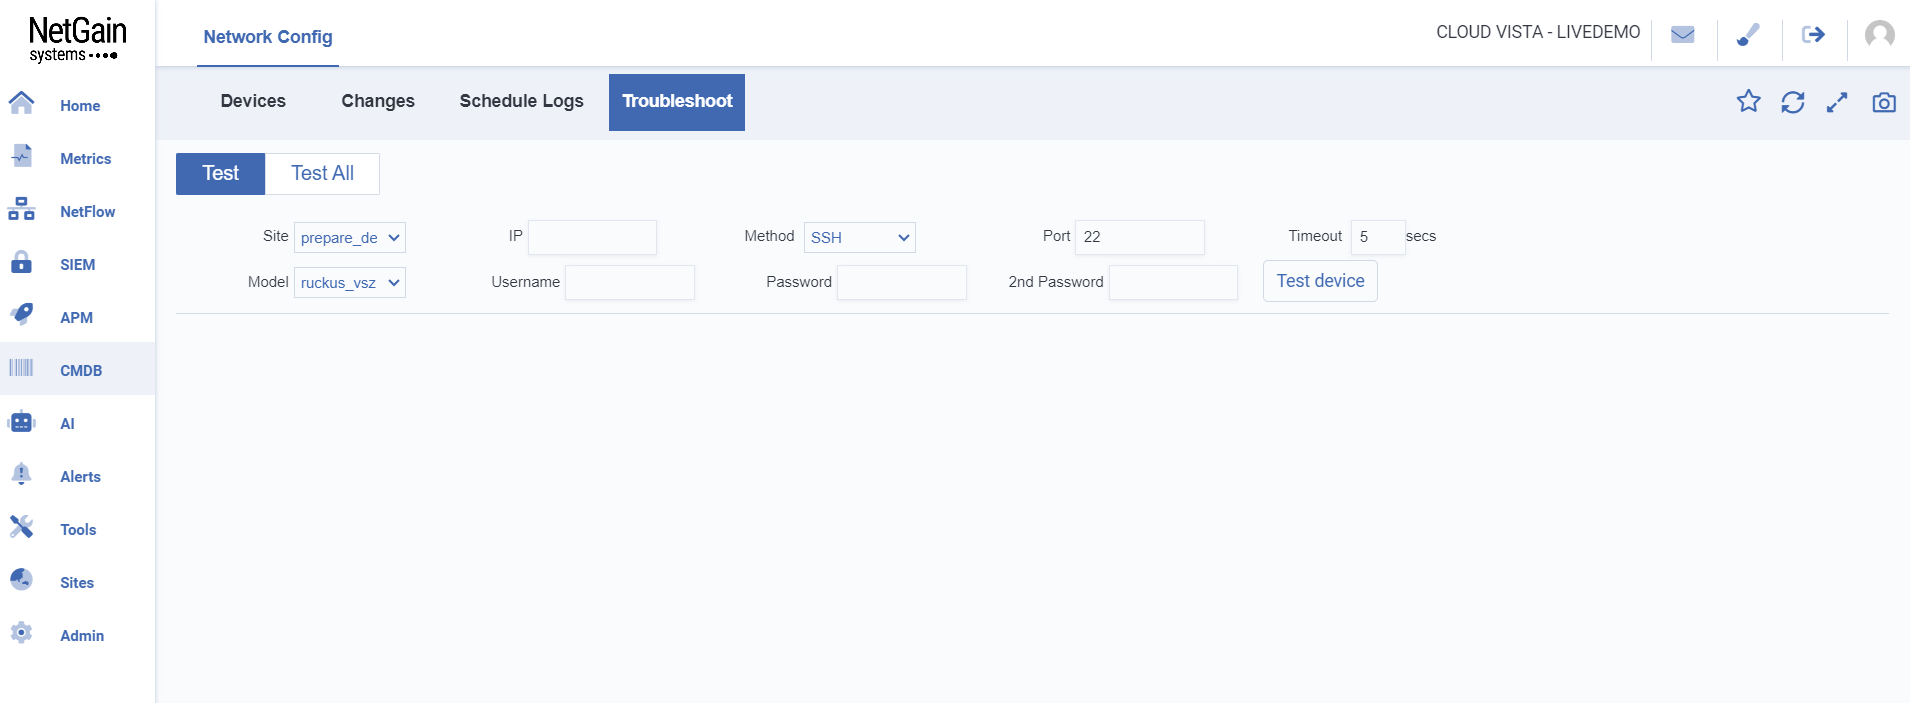 NetGain
systems
Network Config
CLOUD VISTA - LIVEDEMO
Devices
Changes
Schedule Logs
Troubleshoot
Home
Metrics
NetFlow
SIEM
APM
CMDB
AI
Alerts
Tools
Sites
Admin
Test
Test All
Site prepare_de
IP
Method SSH
Port 22
Timeout 5 secs
Model ruckus_vsz
Username
Password
2nd Password
Test device